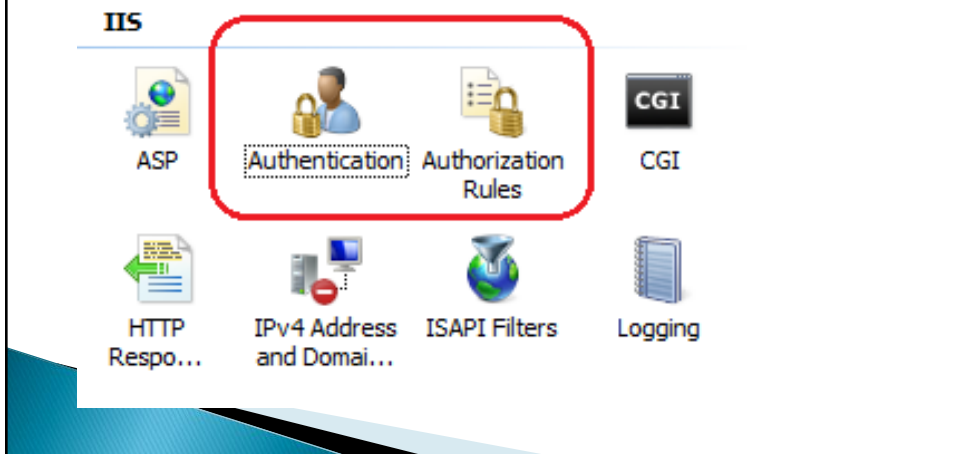 IIS
CGI
ASP Authentication Authorization Rules CGI
HTTP Respo... IPv4 Address and Domai... ISAPI Filters Logging